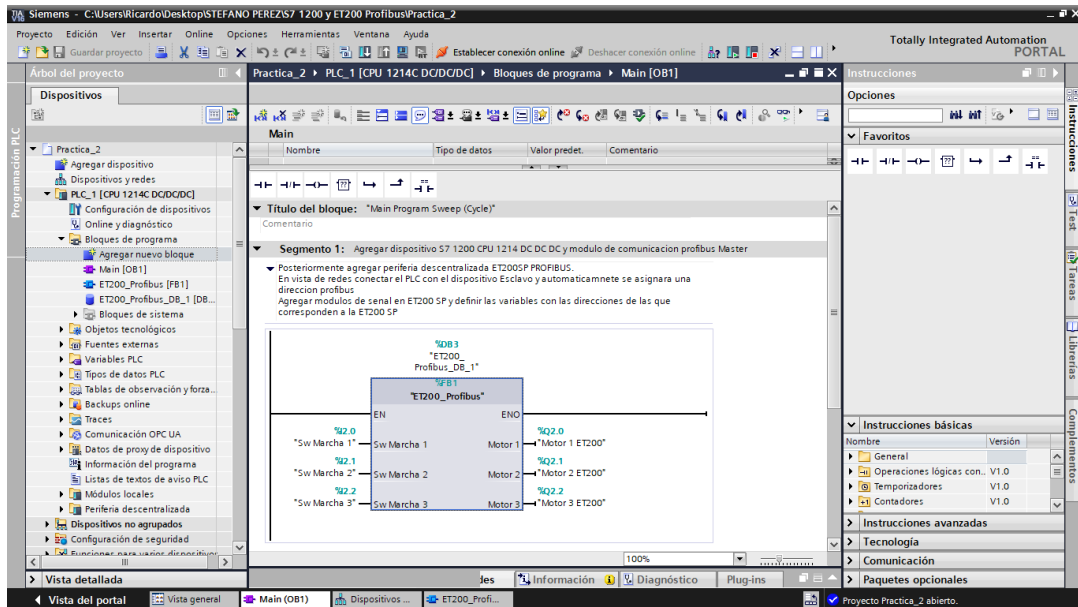 Siemens - C:\Users\Ricardo\Desktop\STEFANO PEREZ\S7 1200 y ET200 Profibus\Practica_2
Proyecto Edición Ver Insertar Online Opciones Herramientas Ventana Ayuda
Guardar proyecto Establecer conexión online Deshacer conexión online
Totally Integrated Automation
PORTAL
Árbol del proyecto
Practica_2 PLC_1 [CPU 1214C DC/DC/DC] Bloques de programa Main [OB1]
Instrucciones
Dispositivos
Programación PLC
Practica_2
Agregar dispositivo
Dispositivos y redes
PLC_1 [CPU 1214C DC/DC/DC]
Configuración de dispositivos
Online y diagnóstico
Bloques de programa
Agregar nuevo bloque
Main [OB1]
ET200_Profibus [FB1]
ET200_Profibus_DB_1 [DB...
Bloques de sistema
Objetos tecnológicos
Fuentes externas
Variables PLC
Tipos de datos PLC
Tablas de observación y forza...
Backups online
Traces
Comunicación OPC UA
Datos de proxy de dispositivo
Información del programa
Listas de textos de aviso PLC
Módulos locales
Periferia descentralizada
Dispositivos no agrupados
Configuración de seguridad
Funciones para varios dispositivos
Vista detallada
Main
Nombre Tipo de datos Valor predet. Comentario
Título del bloque: "Main Program Sweep (Cycle)"
Comentario
Segmento 1: Agregar dispositivo S7 1200 CPU 1214 DC DC DC y modulo de comunicacion profibus Master
Posteriormente agregar periferia descentralizada ET200SP PROFIBUS.
En vista de redes conectar el PLC con el dispositivo Esclavo y automaticamnete se asignara una
direccion profibus
Agregar modulos de senal en ET200 SP y definir las variables con las direcciones de las que
corresponden a la ET200 SP
%DB3
"ET200_
Profibus_DB_1"
%FB1
"ET200_Profibus"
EN ENO
%I2.0 %Q2.0
"Sw Marcha 1" Sw Marcha 1 Motor 1 "Motor 1 ET200"
%I2.1 %Q2.1
"Sw Marcha 2" Sw Marcha 2 Motor 2 "Motor 2 ET200"
%I2.2 %Q2.2
"Sw Marcha 3" Sw Marcha 3 Motor 3 "Motor 3 ET200"
100%
Información Diagnóstico Plug-ins
Opciones
Favoritos
Instrucciones básicas
Nombre Versión
General
Operaciones lógicas con... V1.0
Temporizadores V1.0
Contadores V1.0
Instrucciones avanzadas
Tecnología
Comunicación
Paquetes opcionales
Instrucciones
Test
Tareas
Librerías
Complementos
Vista del portal Vista general Main (OB1) Dispositivos ... ET200_Profi...
Proyecto Practica_2 abierto.